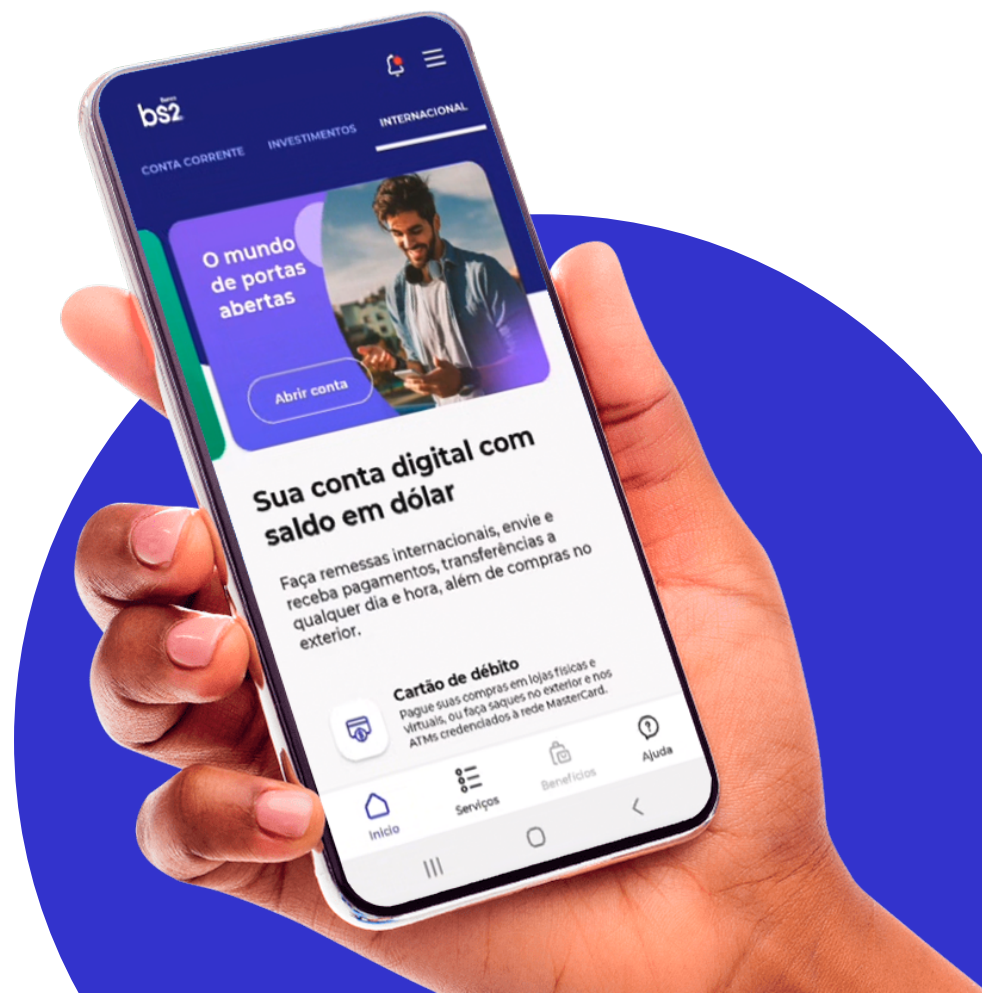 Banco
bs2
CONTA CORRENTE INVESTIMENTOS INTERNACIONAL
O mundo
de portas
abertas
Abrir conta
Sua conta digital com
saldo em dólar
Faça remessas internacionais, envie e
receba pagamentos, transferências a
qualquer dia e hora, além de compras no
exterior.
Cartão de débito
Pague suas compras em lojas físicas e
virtuais, ou faça saques no exterior e nos
ATMs credenciados à rede MasterCard.
Início Serviços Benefícios Ajuda